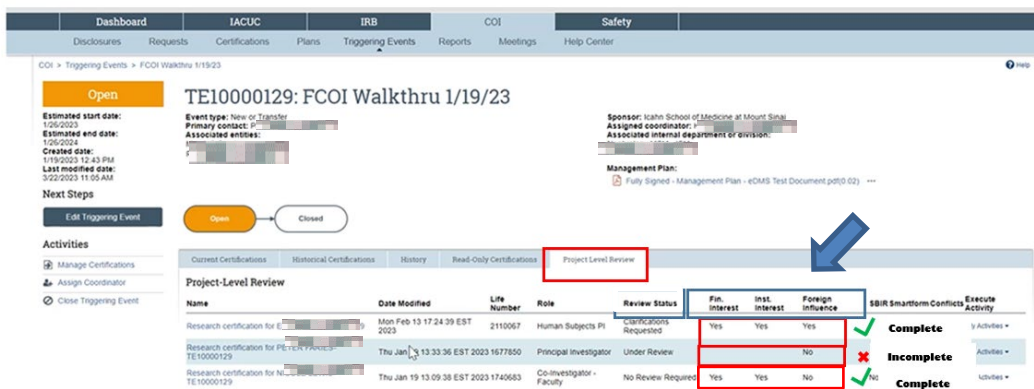 Dashboard IACUC IRB COI Safety
Disclosures Requests Certifications Plans Triggering Events Reports Meetings Help Center
COI > Triggering Events > FCOI Walkthru 1/19/23
Help
Open
TE10000129: FCOI Walkthru 1/19/23
Estimated start date:
1/26/2023
Estimated end date:
1/26/2024
Created date:
1/19/2023 12:43 PM
Last modified date:
3/22/2023 11:05 AM
Event type: New or Transfer
Primary contact:
Associated entities:
Sponsor: Icahn School of Medicine at Mount Sinai
Assigned coordinator:
Associated internal department or division:
Management Plan:
Fully Signed - Management Plan - eDMS Test Document.pdf(0.02)
Next Steps
Edit Triggering Event
Open Closed
Activities
Manage Certifications
Assign Coordinator
Close Triggering Event
Current Certifications Historical Certifications History Read-Only Certifications Project Level Review
Project-Level Review
Name Date Modified Life Number Role Review Status Fin. Interest Inst. Interest Foreign Influence SBIR Smartform Conflicts Execute Activity
Research certification for Mon Feb 13 17:24:39 EST 2023 2110067 Human Subjects PI Clarifications Requested Yes Yes Yes Complete Activities
Research certification for
TE10000129 Thu Jan 13:33:36 EST 2023 1677850 Principal Investigator Under Review No Incomplete Activities
Research certification for
TE10000129 Thu Jan 19 13:09:38 EST 2023 1740683 Co-Investigator - Faculty No Review Required Yes Yes No No Complete Activities